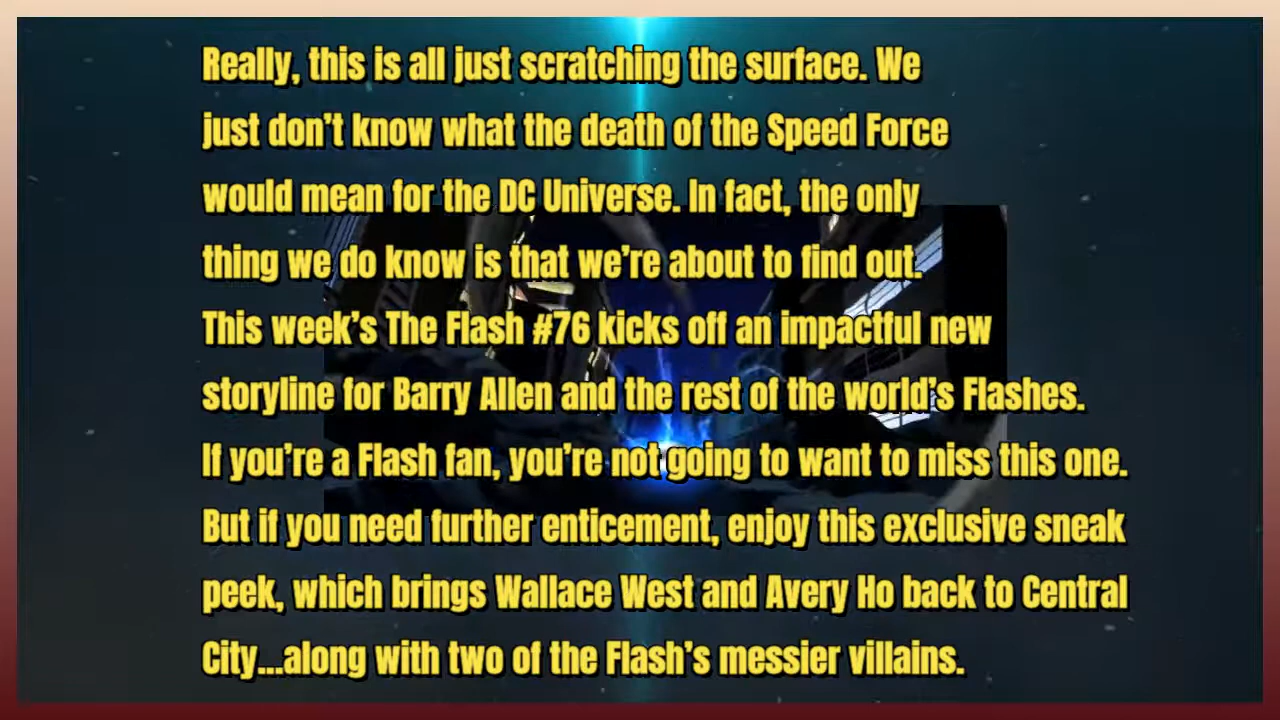 Really, this is all just scratching the surface. We
just don’t know what the death of the Speed Force
would mean for the DC Universe. In fact, the only
thing we do know is that we’re about to find out.
This week’s The Flash #76 kicks off an impactful new
storyline for Barry Allen and the rest of the world’s Flashes.
If you’re a Flash fan, you’re not going to want to miss this one.
But if you need further enticement, enjoy this exclusive sneak
peek, which brings Wallace West and Avery Ho back to Central
City...along with two of the Flash’s messier villains.